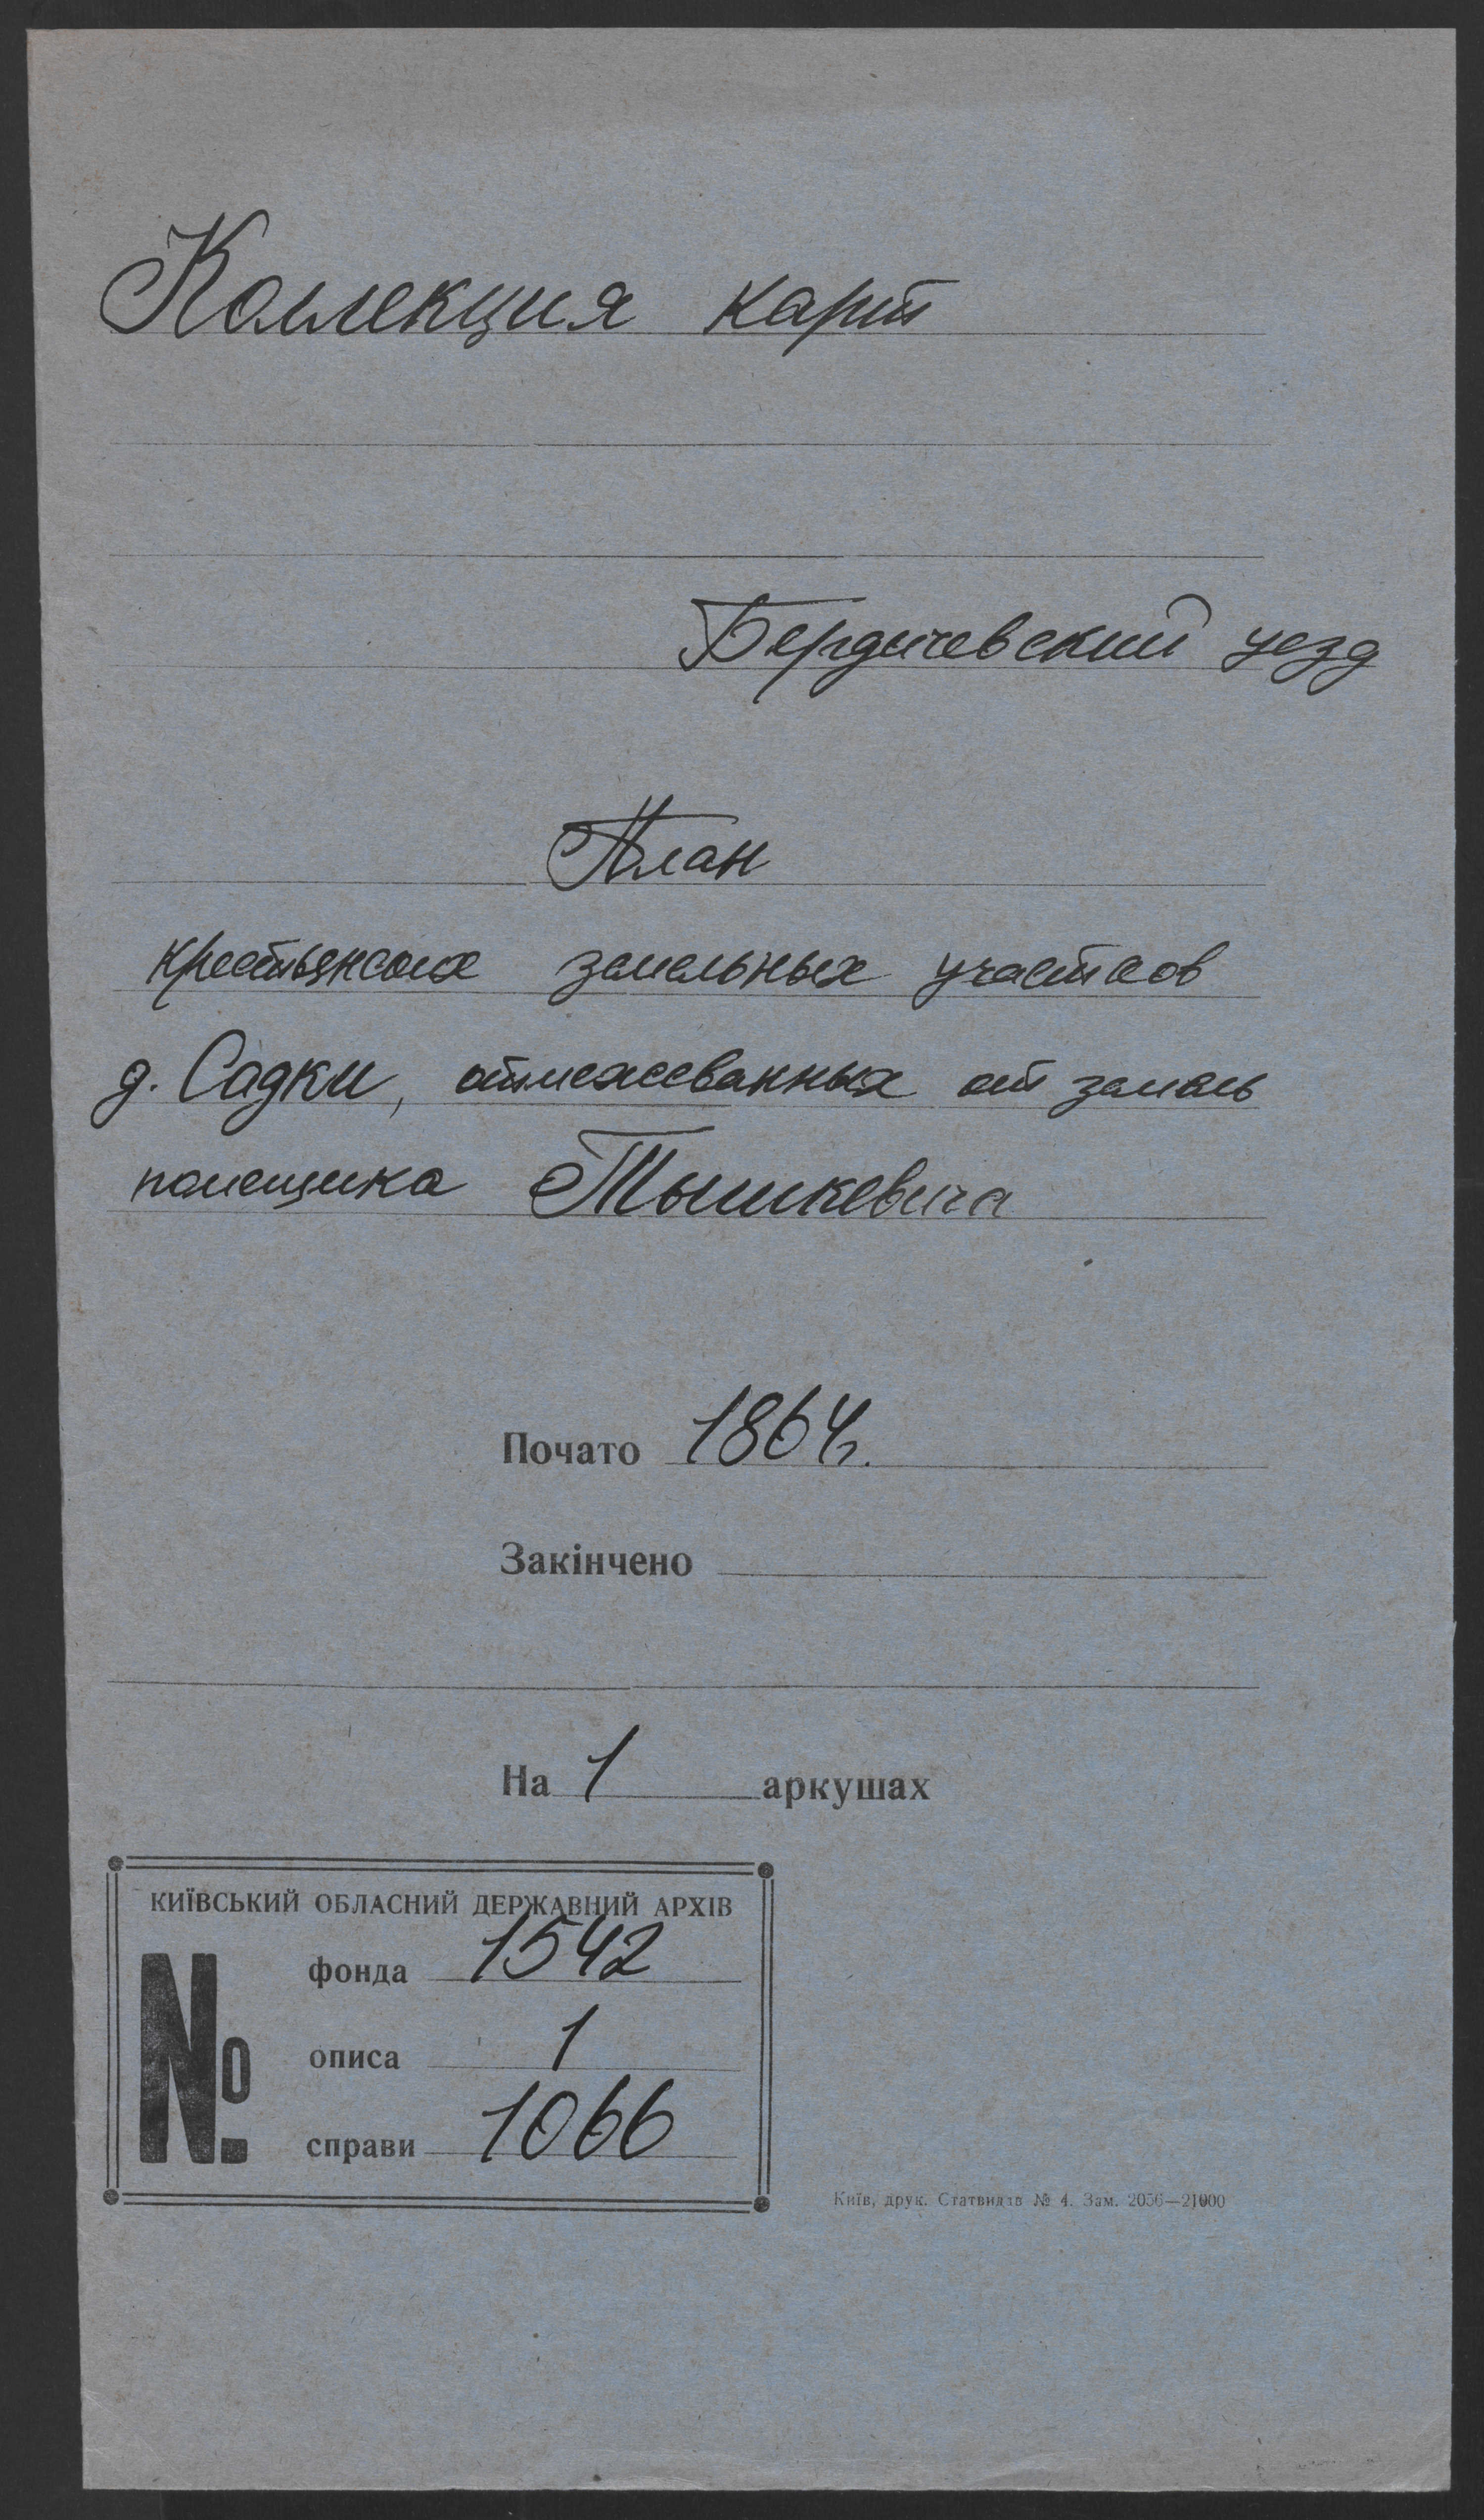 Коллекция карт
Бердичевский уезд
План
крестьянских земельных участков
д. Садки, отмежеванных от земель
помещика Тышкевича
Почато 1864г.
Закінчено
На 1 аркушах
КИЇВСЬКИЙ ОБЛАСНИЙ ДЕРЖАВНИЙ АРХІВ
№
фонда 1542
описа 1
справи 1066
Київ, друк. Статвидав № 4. Зам. 2056—21000